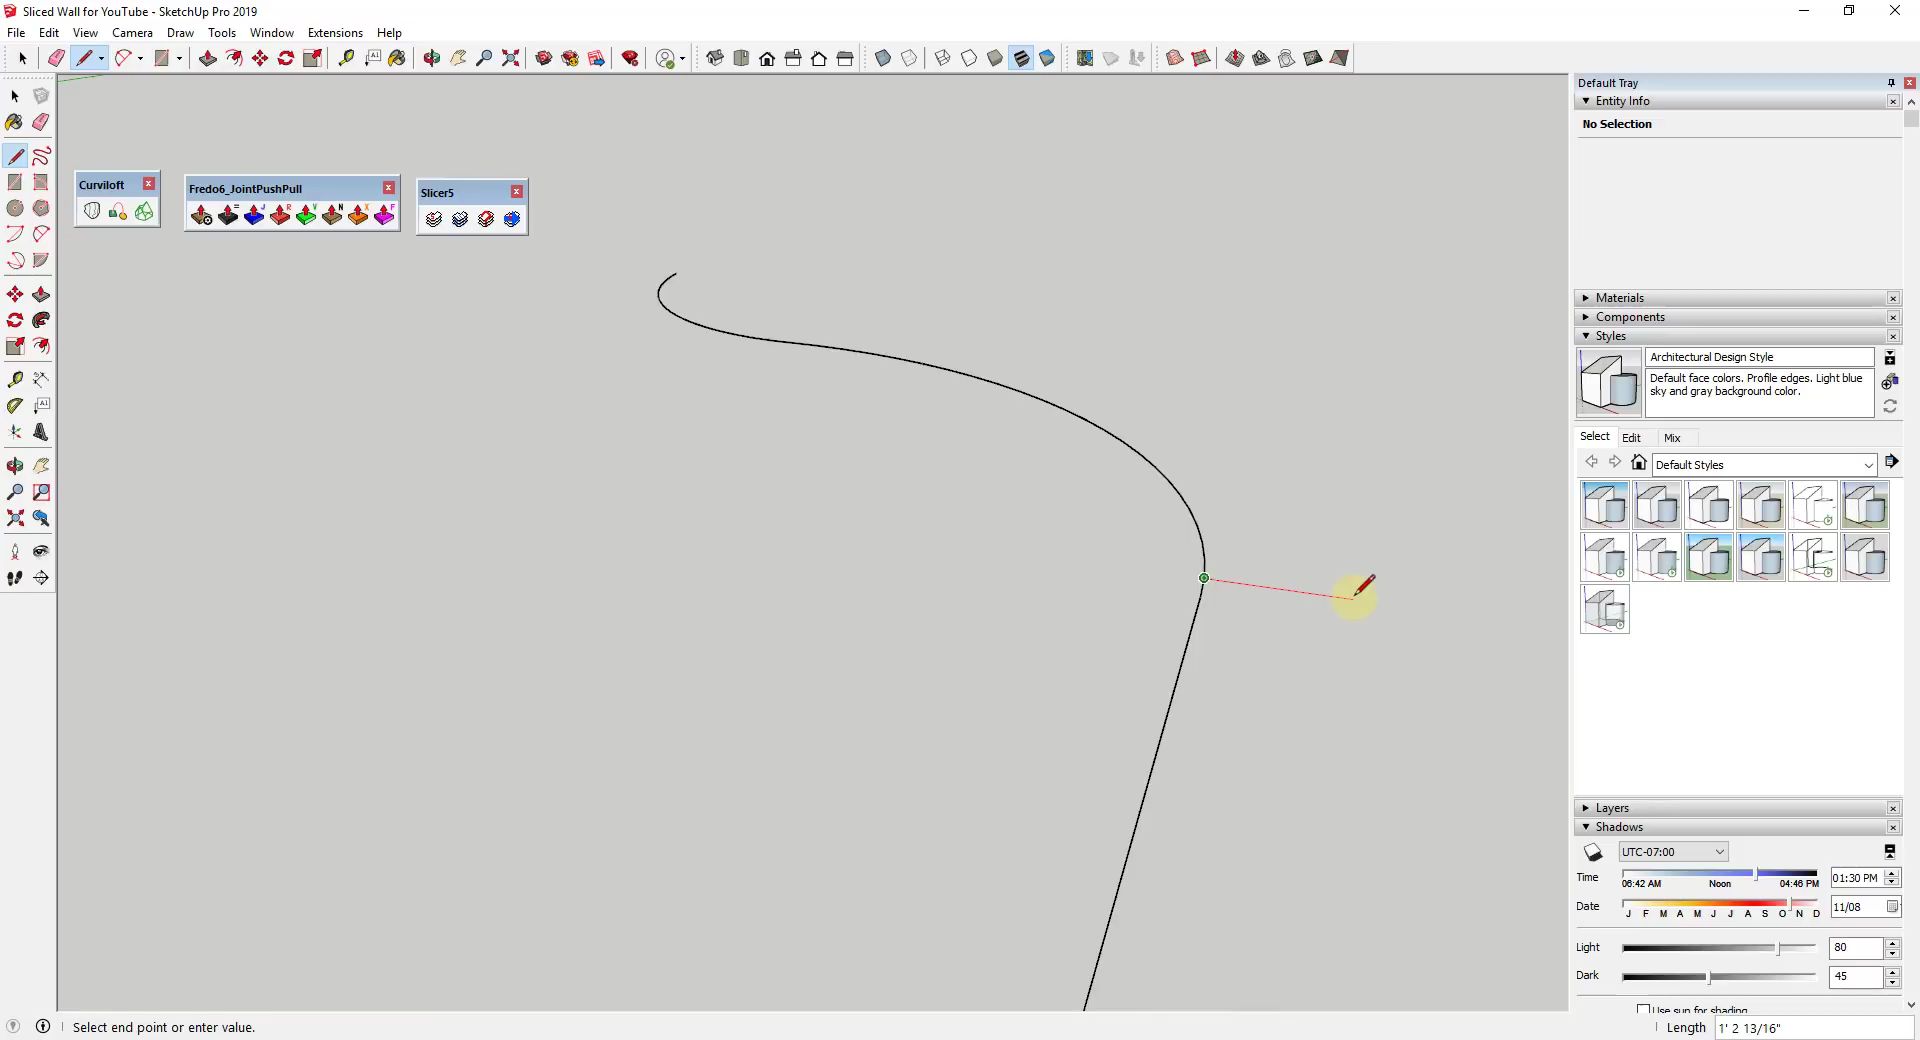 Sliced Wall for YouTube - SketchUp Pro 2019
File Edit View Camera Draw Tools Window Extensions Help
Default Tray
Entity Info
No Selection
Curviloft
Fredo6_JointPushPull
Slicer5
= J R V N X F
Materials
Components
Styles
Architectural Design Style
Default face colors. Profile edges. Light blue
sky and gray background color.
Select Edit Mix
Default Styles
Layers
Shadows
UTC-07:00
Time
06:42 AM Noon 04:46 PM
01:30 PM
Date
J F M A M J J A S O N D
11/08
Light
80
Dark
45
Use sun for shading
Select end point or enter value.
Length 1' 2 13/16"